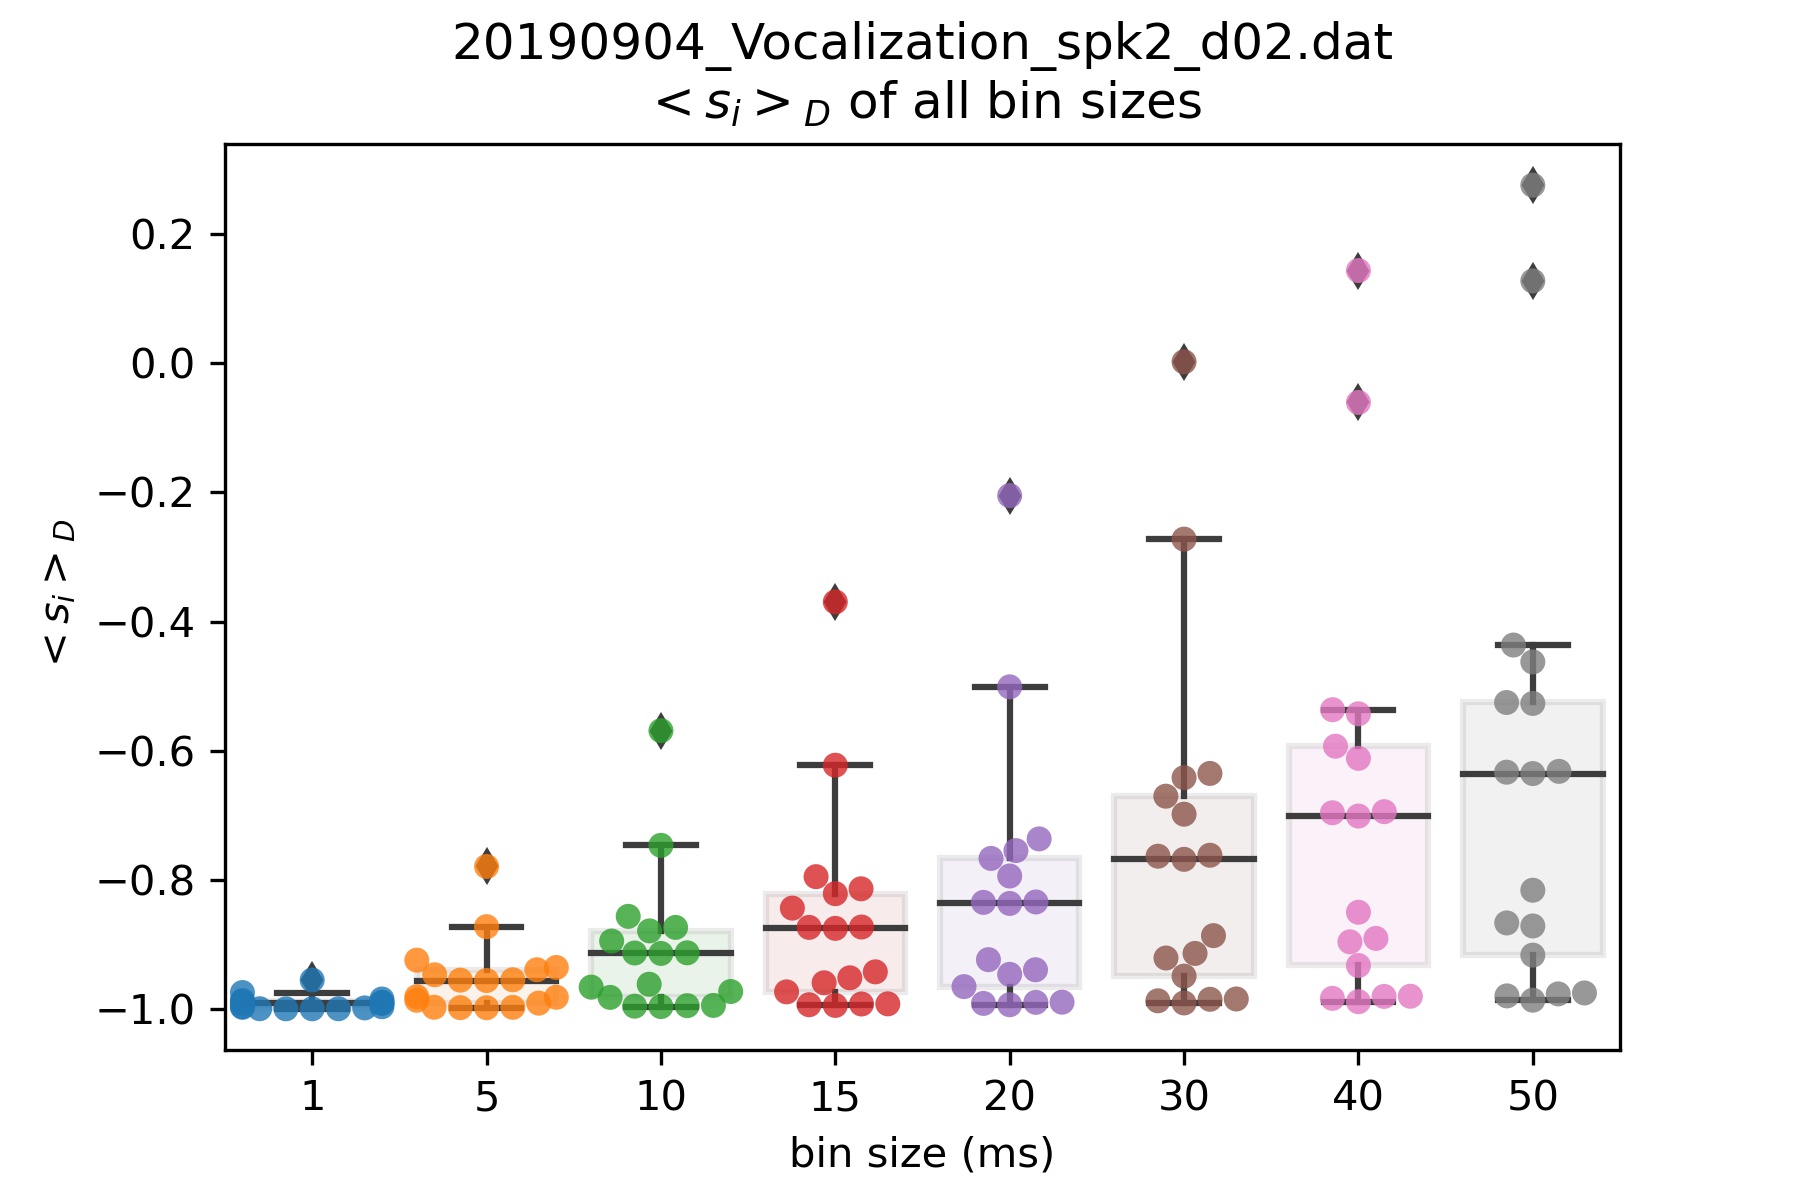 20190904_Vocalization_spk2_d02.dat
< s_i >_D of all bin sizes
< s_i >_D
0.2
0.0
−0.2
−0.4
−0.6
−0.8
−1.0
1 5 10 15 20 30 40 50
bin size (ms)